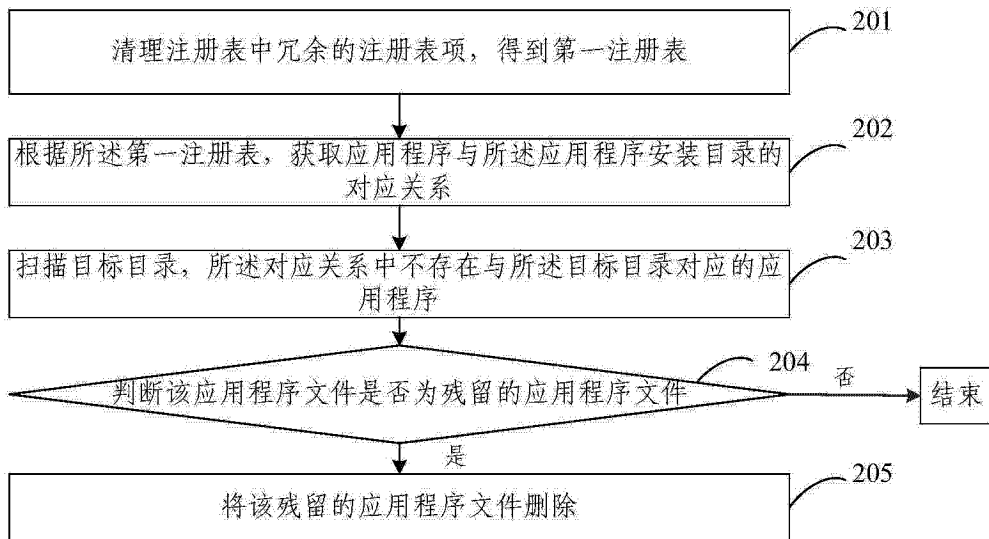 清理注册表中冗余的注册表项，得到第一注册表
201
根据所述第一注册表，获取应用程序与所述应用程序安装目录的
对应关系
202
扫描目标目录，所述对应关系中不存在与所述目标目录对应的应
用程序
203
判断该应用程序文件是否为残留的应用程序文件
204
否
结束
是
将该残留的应用程序文件删除
205